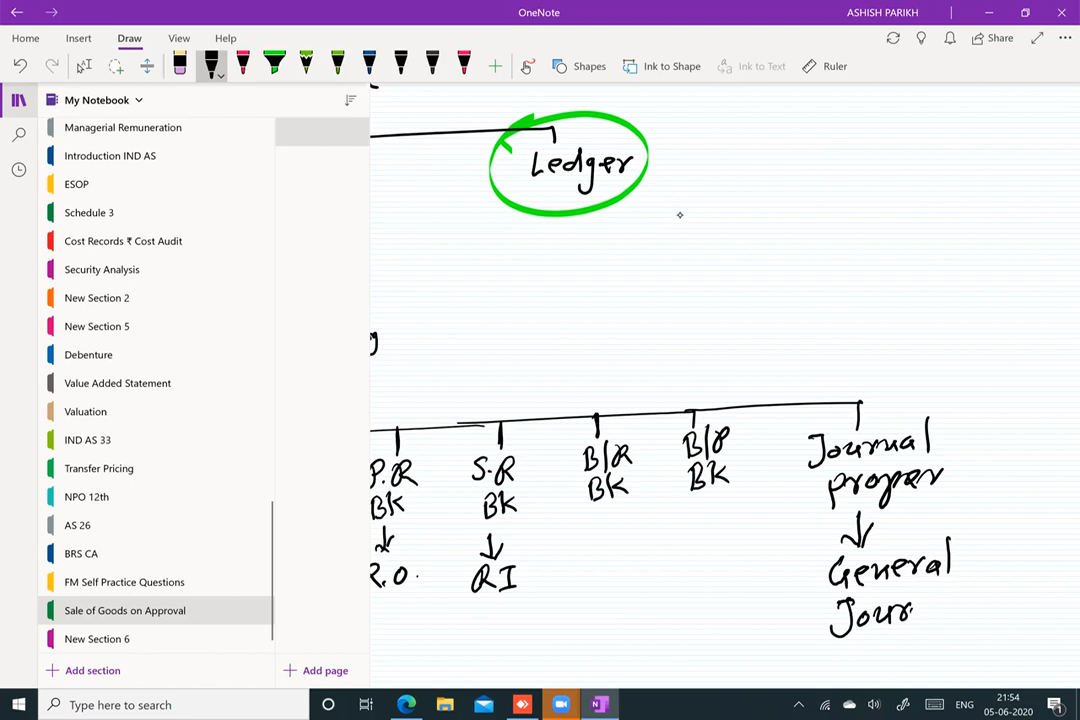 OneNote
ASHISH PARIKH
Home
Insert
Draw
View
Help
Share
Shapes
Ink to Shape
Ink to Text
Ruler
My Notebook
Managerial Remuneration
Introduction IND AS
ESOP
Schedule 3
Cost Records ₹ Cost Audit
Security Analysis
New Section 2
New Section 5
Debenture
Value Added Statement
Valuation
IND AS 33
Transfer Pricing
NPO 12th
AS 26
BRS CA
FM Self Practice Questions
Sale of Goods on Approval
New Section 6
Add section
Add page
Ledger
P.R
BK
R.O.
S.R
BK
RI
B/R
BK
B/P
BK
Journal
proper
General
Jour
Type here to search
ENG
21:54
05-06-2020
1